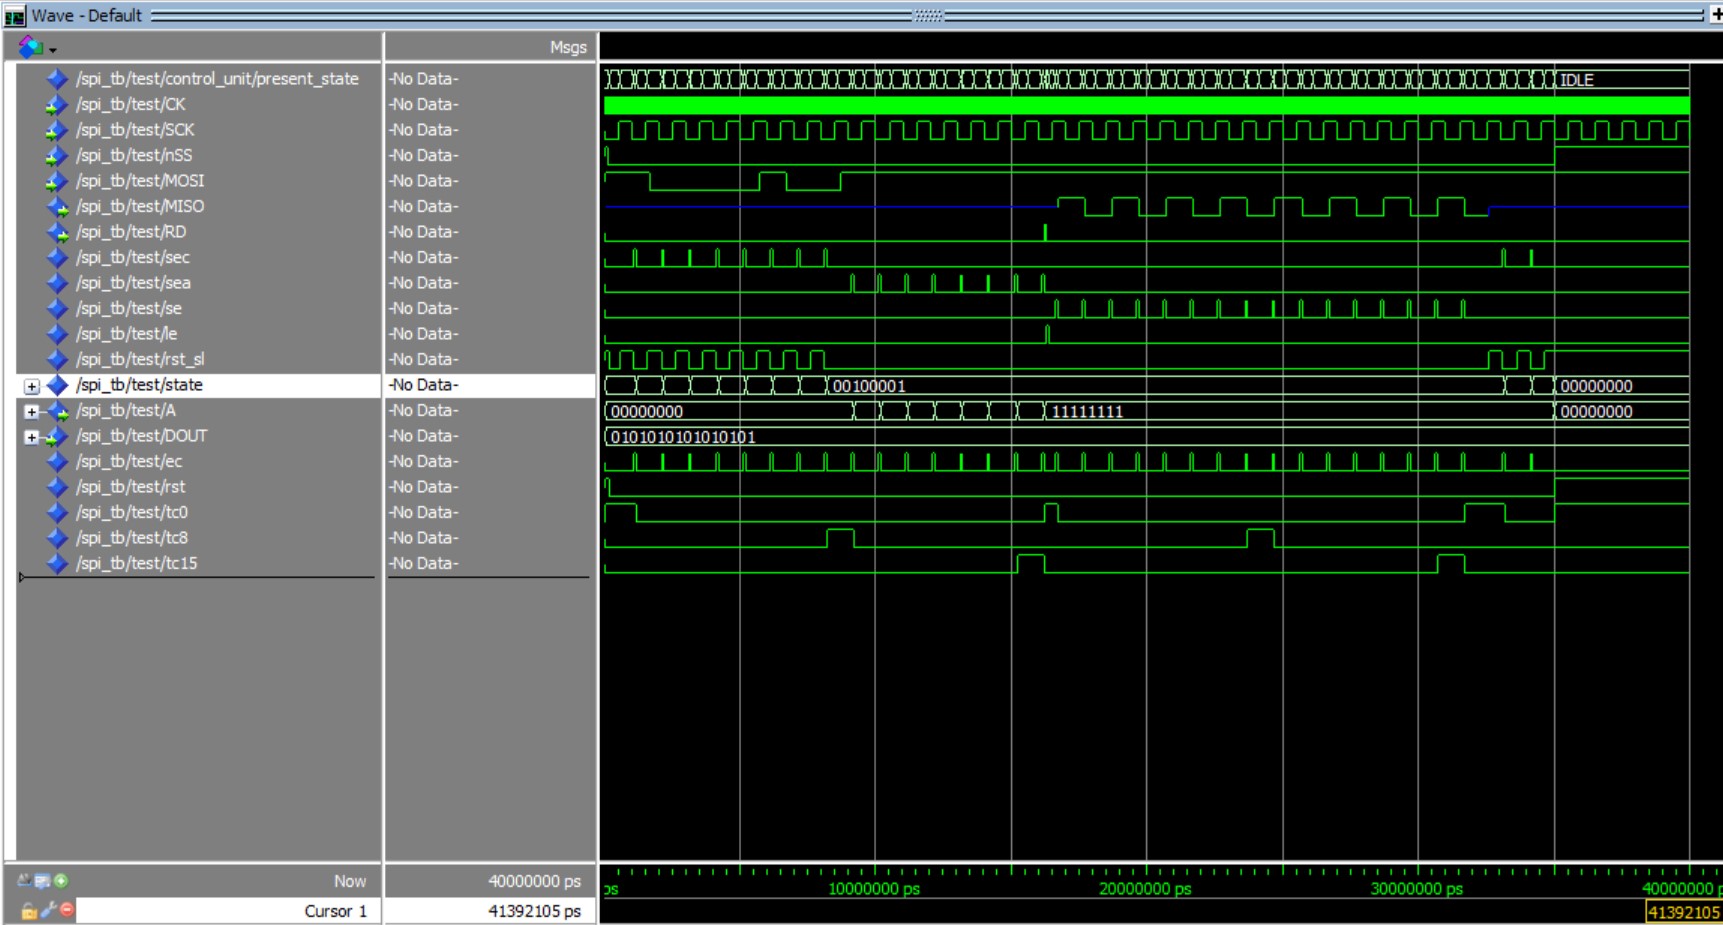 Wave - Default
Msgs
/spi_tb/test/control_unit/present_state -No Data- IDLE
/spi_tb/test/CK -No Data-
/spi_tb/test/SCK -No Data-
/spi_tb/test/nSS -No Data-
/spi_tb/test/MOSI -No Data-
/spi_tb/test/MISO -No Data-
/spi_tb/test/RD -No Data-
/spi_tb/test/sec -No Data-
/spi_tb/test/sea -No Data-
/spi_tb/test/se -No Data-
/spi_tb/test/le -No Data-
/spi_tb/test/rst_sl -No Data-
/spi_tb/test/state -No Data- 00100001 00000000
/spi_tb/test/A -No Data- 00000000 11111111 00000000
/spi_tb/test/DOUT -No Data- 0101010101010101
/spi_tb/test/ec -No Data-
/spi_tb/test/rst -No Data-
/spi_tb/test/tc0 -No Data-
/spi_tb/test/tc8 -No Data-
/spi_tb/test/tc15 -No Data-
Now 40000000 ps ps 10000000 ps 20000000 ps 30000000 ps 40000000 p
Cursor 1 41392105 ps 41392105